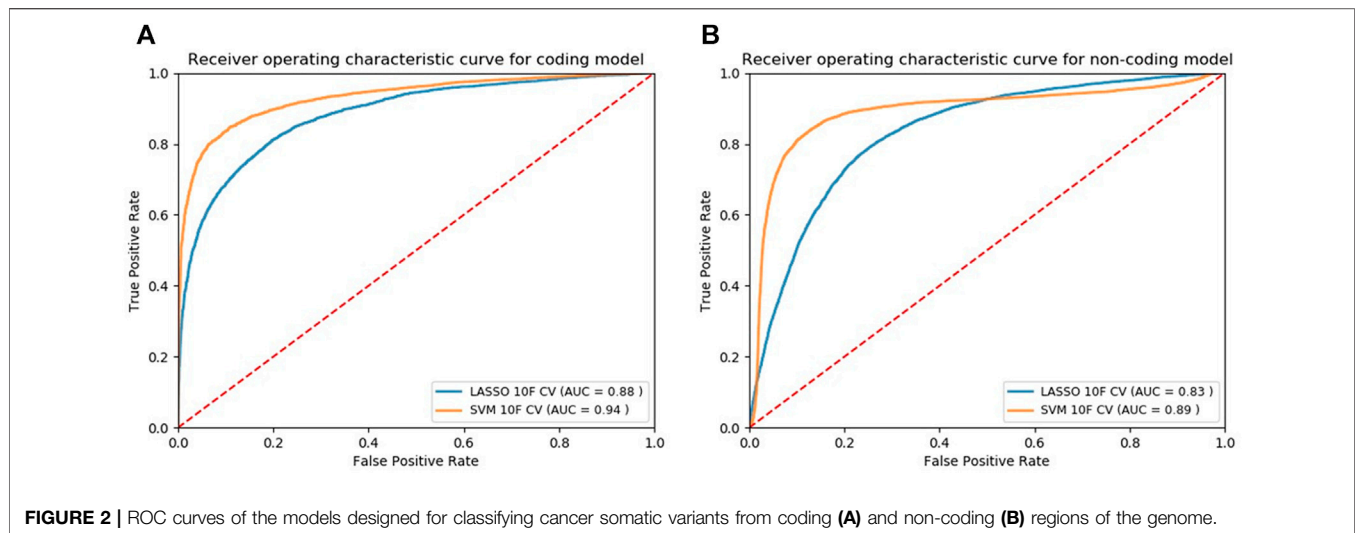 A
Receiver operating characteristic curve for coding model
1.0
0.8
0.6
0.4
0.2
0.0
True Positive Rate
LASSO 10F CV (AUC = 0.88 )
SVM 10F CV (AUC = 0.94 )
0.0 0.2 0.4 0.6 0.8 1.0
False Positive Rate
B
Receiver operating characteristic curve for non-coding model
1.0
0.8
0.6
0.4
0.2
0.0
True Positive Rate
LASSO 10F CV (AUC = 0.83 )
SVM 10F CV (AUC = 0.89 )
0.0 0.2 0.4 0.6 0.8 1.0
False Positive Rate
FIGURE 2 | ROC curves of the models designed for classifying cancer somatic variants from coding (A) and non-coding (B) regions of the genome.